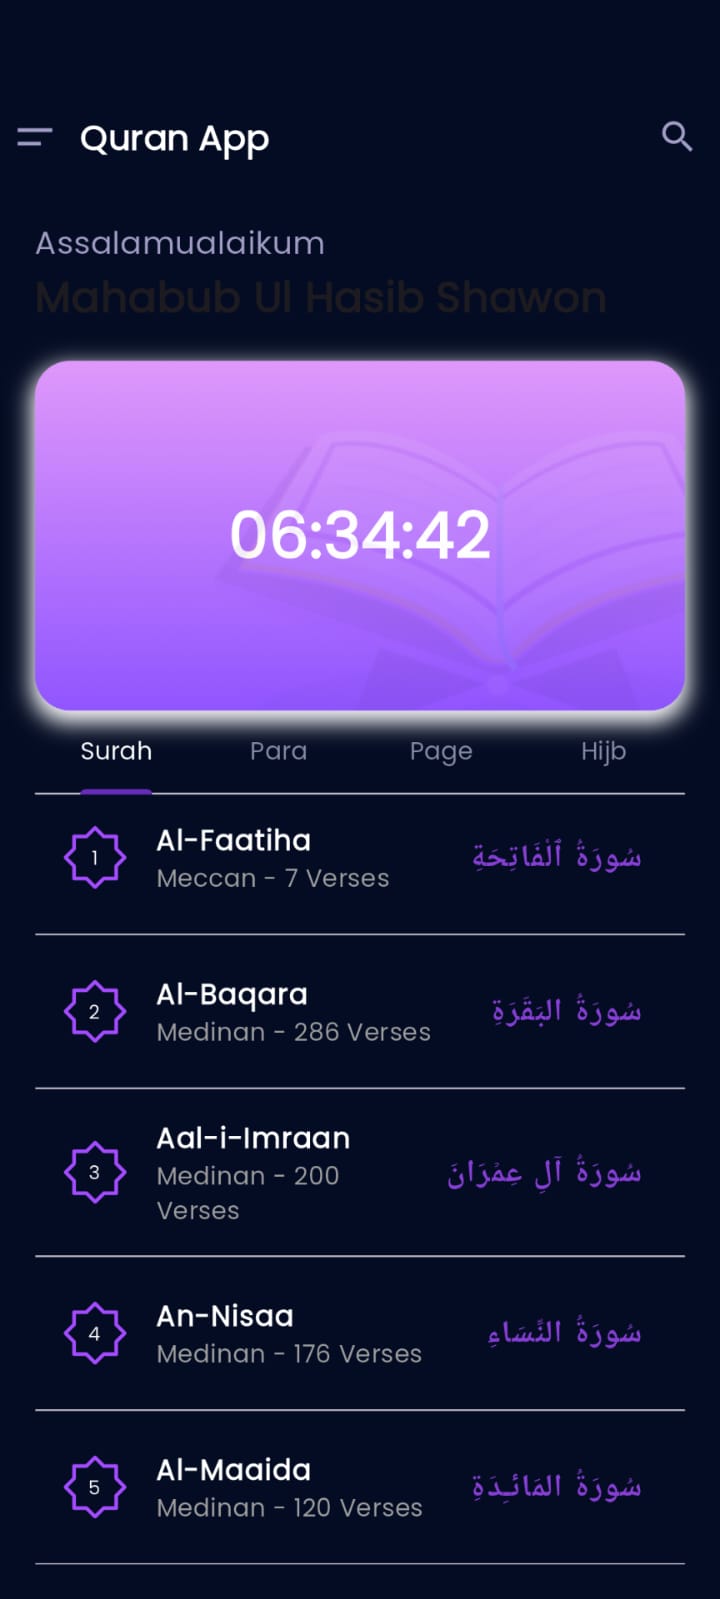 Quran App
Assalamualaikum
Mahabub Ul Hasib Shawon
06:34:42
Surah Para Page Hijb
1 Al-Faatiha سُورَةُ ٱلْفَاتِحَةِ
Meccan - 7 Verses
2 Al-Baqara سُورَةُ البَقَرَةِ
Medinan - 286 Verses
3 Aal-i-Imraan سُورَةُ آلِ عِمۡرَانَ
Medinan - 200
Verses
4 An-Nisaa سُورَةُ النِّسَاءِ
Medinan - 176 Verses
5 Al-Maaida سُورَةُ المَائـِدَةِ
Medinan - 120 Verses